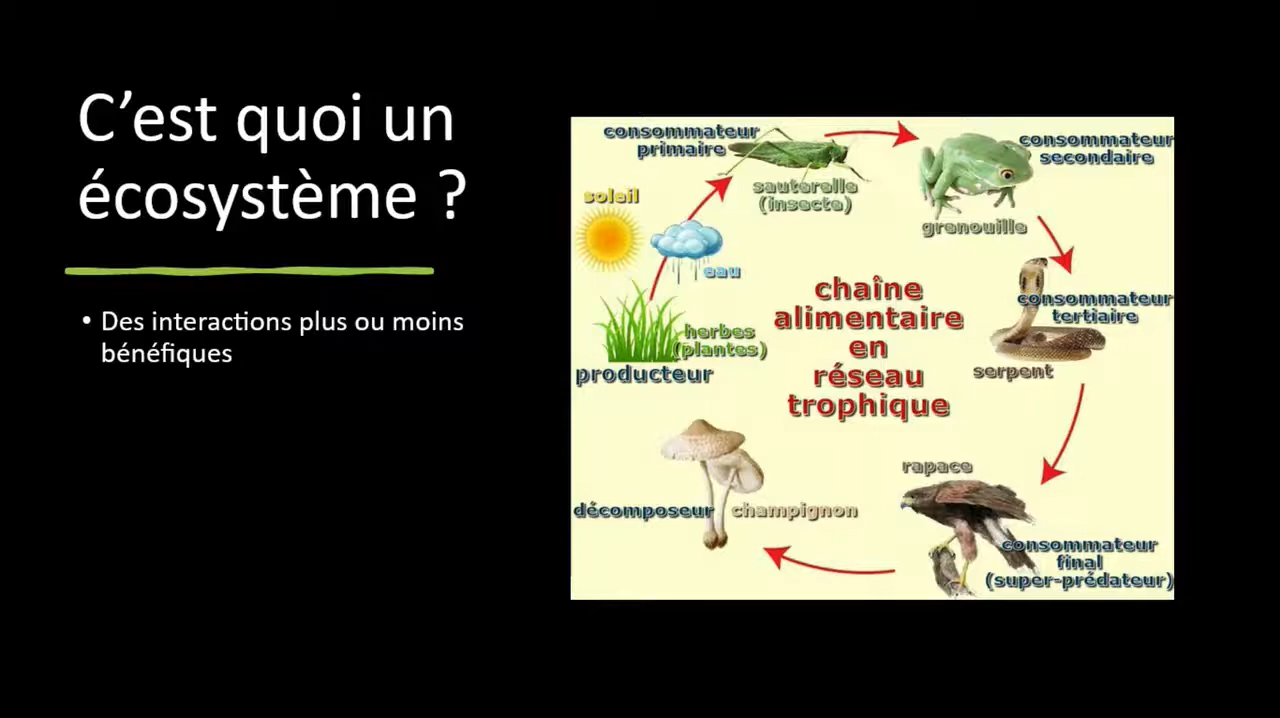 C’est quoi un
écosystème ?
• Des interactions plus ou moins
bénéfiques
consommateur
primaire
sauterelle
(insecte)
consommateur
secondaire
grenouille
soleil
eau
herbes
(plantes)
producteur
chaîne
alimentaire
en
réseau
trophique
consommateur
tertiaire
serpent
rapace
consommateur
final
(super-prédateur)
décomposeur
champignon